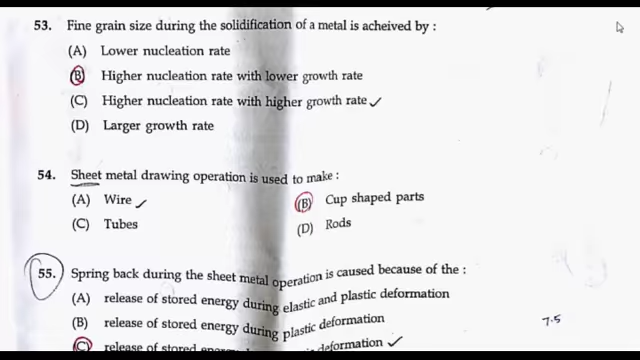 53. Fine grain size during the solidification of a metal is acheived by :
(A) Lower nucleation rate
(B) Higher nucleation rate with lower growth rate
(C) Higher nucleation rate with higher growth rate
(D) Larger growth rate
54. Sheet metal drawing operation is used to make :
(A) Wire (B) Cup shaped parts
(C) Tubes (D) Rods
55. Spring back during the sheet metal operation is caused because of the :
(A) release of stored energy during elastic and plastic deformation
(B) release of stored energy during plastic deformation
7.5
(C) release of stored deformation